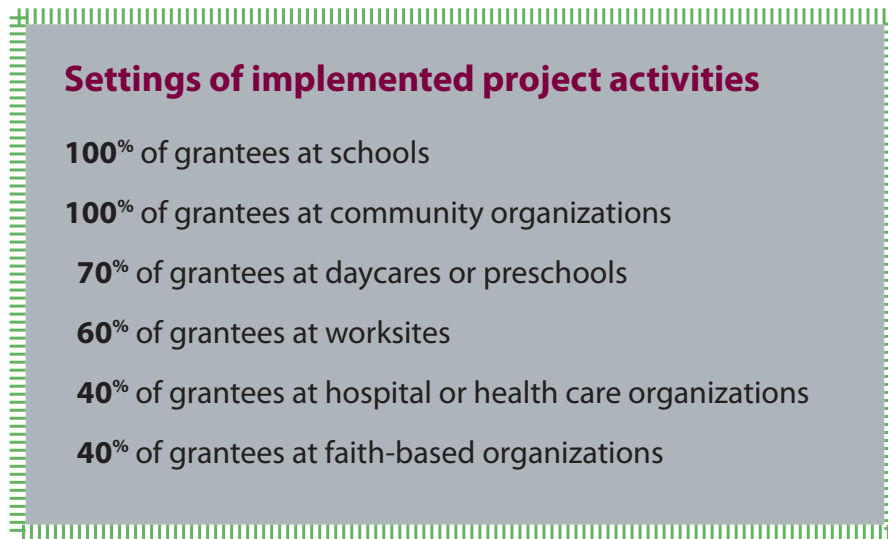 Settings of implemented project activities
100% of grantees at schools
100% of grantees at community organizations
70% of grantees at daycares or preschools
60% of grantees at worksites
40% of grantees at hospital or health care organizations
40% of grantees at faith-based organizations